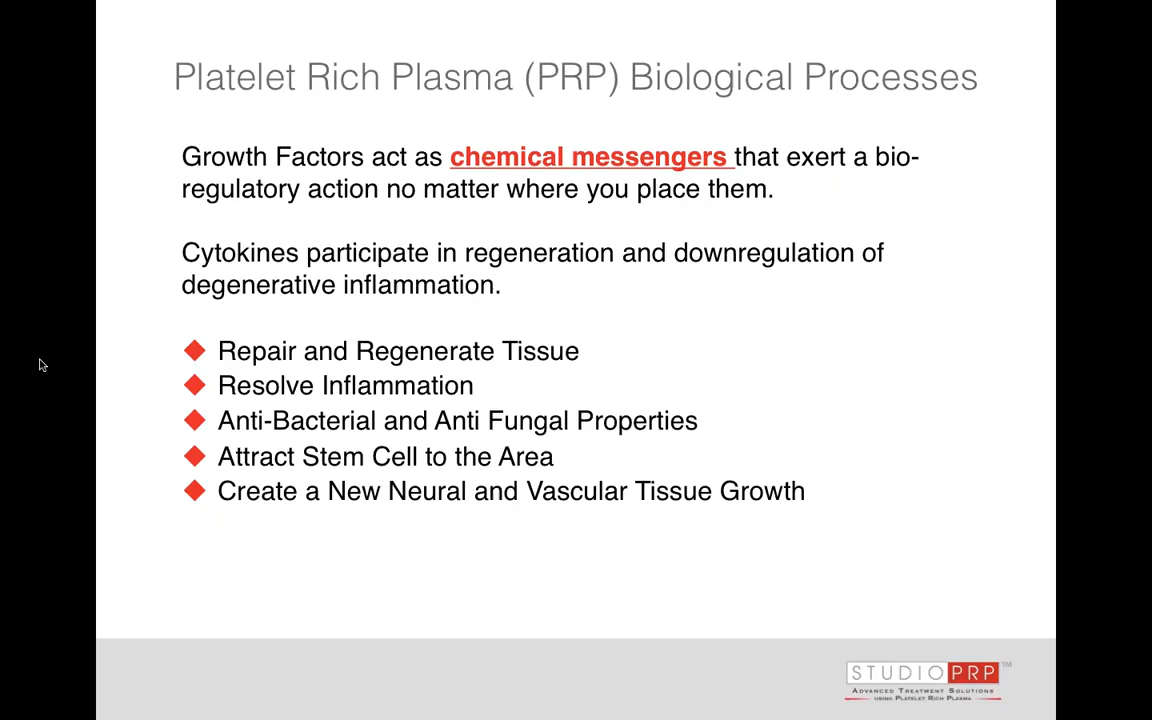 Platelet Rich Plasma (PRP) Biological Processes
Growth Factors act as chemical messengers that exert a bio-
regulatory action no matter where you place them.
Cytokines participate in regeneration and downregulation of
degenerative inflammation.
Repair and Regenerate Tissue
Resolve Inflammation
Anti-Bacterial and Anti Fungal Properties
Attract Stem Cell to the Area
Create a New Neural and Vascular Tissue Growth
STUDIO PRP ™
ADVANCED TREATMENT SOLUTIONS
USING PLATELET RICH PLASMA